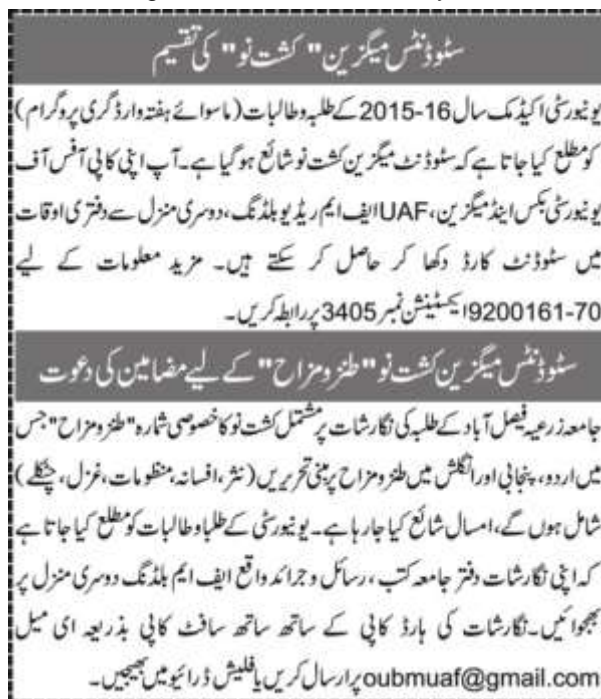 سٹوڈنٹس میگزین "کشت نو" کی تقسیم
یونیورسٹی اکیڈمک سال 16-2015 کے طلبہ وطالبات (ماسوائے ہفتہ وارڈگری پروگرام)
کو مطلع کیا جاتا ہے کہ سٹوڈنٹ میگزین کشت نو شائع ہو گیا ہے۔ آپ اپنی کاپی آفس آف
یونیورسٹی بکس اینڈ میگزین، UAF ایف ایم ریڈیو بلڈنگ، دوسری منزل سے دفتری اوقات
میں سٹوڈنٹ کارڈ دکھا کر حاصل کر سکتے ہیں۔ مزید معلومات کے لیے
9200161-70 ایکسٹینشن نمبر 3405 پر رابطہ کریں۔
سٹوڈنٹس میگزین کشت نو "طنز و مزاح" کے لیے مضامین کی دعوت
جامعہ زرعیہ فیصل آباد کے طلبہ کی نگارشات پر مشتمل کشت نو کا خصوصی شمارہ "طنز و مزاح" جس
میں اردو، پنجابی اور انگلش میں طنز و مزاح پر مبنی تحریریں (نثر، افسانہ، منظومات، غزل، چٹکلے)
شامل ہوں گے، امسال شائع کیا جا رہا ہے۔ یونیورسٹی کے طلبا و طالبات کو مطلع کیا جاتا ہے
کہ اپنی نگارشات دفتر جامعہ کتب، رسائل و جرائد واقع ایف ایم بلڈنگ دوسری منزل پر
بھجوائیں۔ نگارشات کی ہارڈ کاپی کے ساتھ ساتھ سافٹ کاپی بذریعہ ای میل
oubmuaf@gmail.com پر ارسال کریں یا فلیش ڈرائیو میں بھیجیں۔